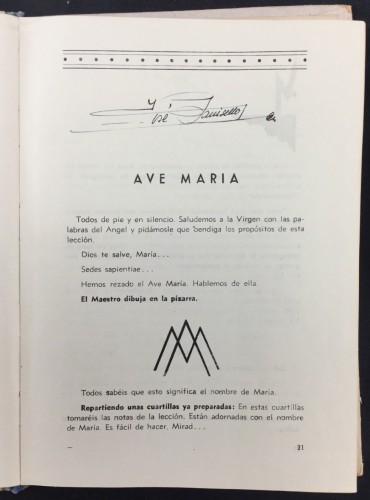 José
AVE MARIA
Todos de pie y en silencio. Saludemos a la Virgen con las pa-
labras del Angel y pidámosle que bendiga los propósitos de esta
lección.
Dios te salve, María...
Sedes sapientiae...
Hemos rezado el Ave María. Hablemos de ella.
El Maestro dibuja en la pizarra.
Todos sabéis que esto significa el nombre de María.
Repartiendo unas cuartillas ya preparadas: En estas cuartillas
tomaréis las notas de la lección. Están adornadas con el nombre
de María. Es fácil de hacer. Mirad...
21